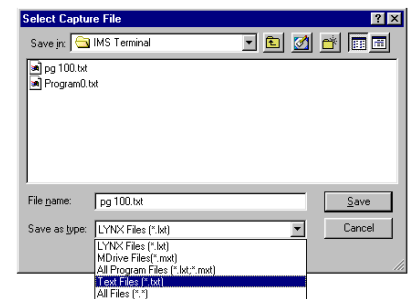 Select Capture File
Save in: IMS Terminal
pg 100.txt
Program0.txt
File name: pg 100.txt Save
Save as type: LYNX Files (*.lxt) Cancel
LYNX Files (*.lxt)
MDrive Files(*.mxt)
All Program Files (*.lxt;*.mxt)
Text Files (*.txt)
All Files (*.*)